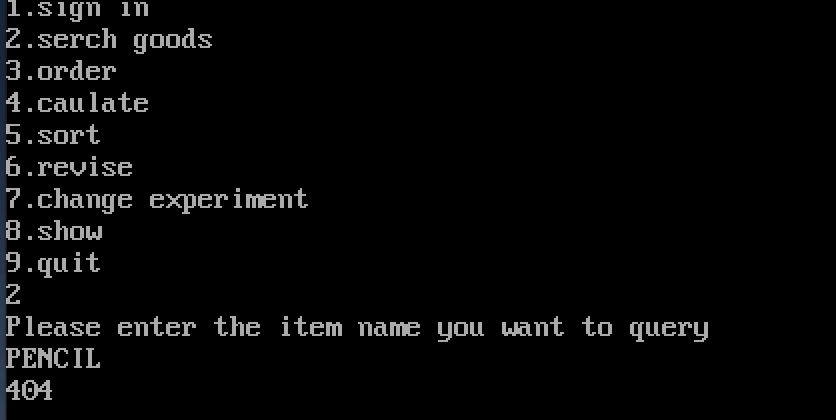 1.sign in
2.serch goods
3.order
4.caulate
5.sort
6.revise
7.change experiment
8.show
9.quit
2
Please enter the item name you want to query
PENCIL
404